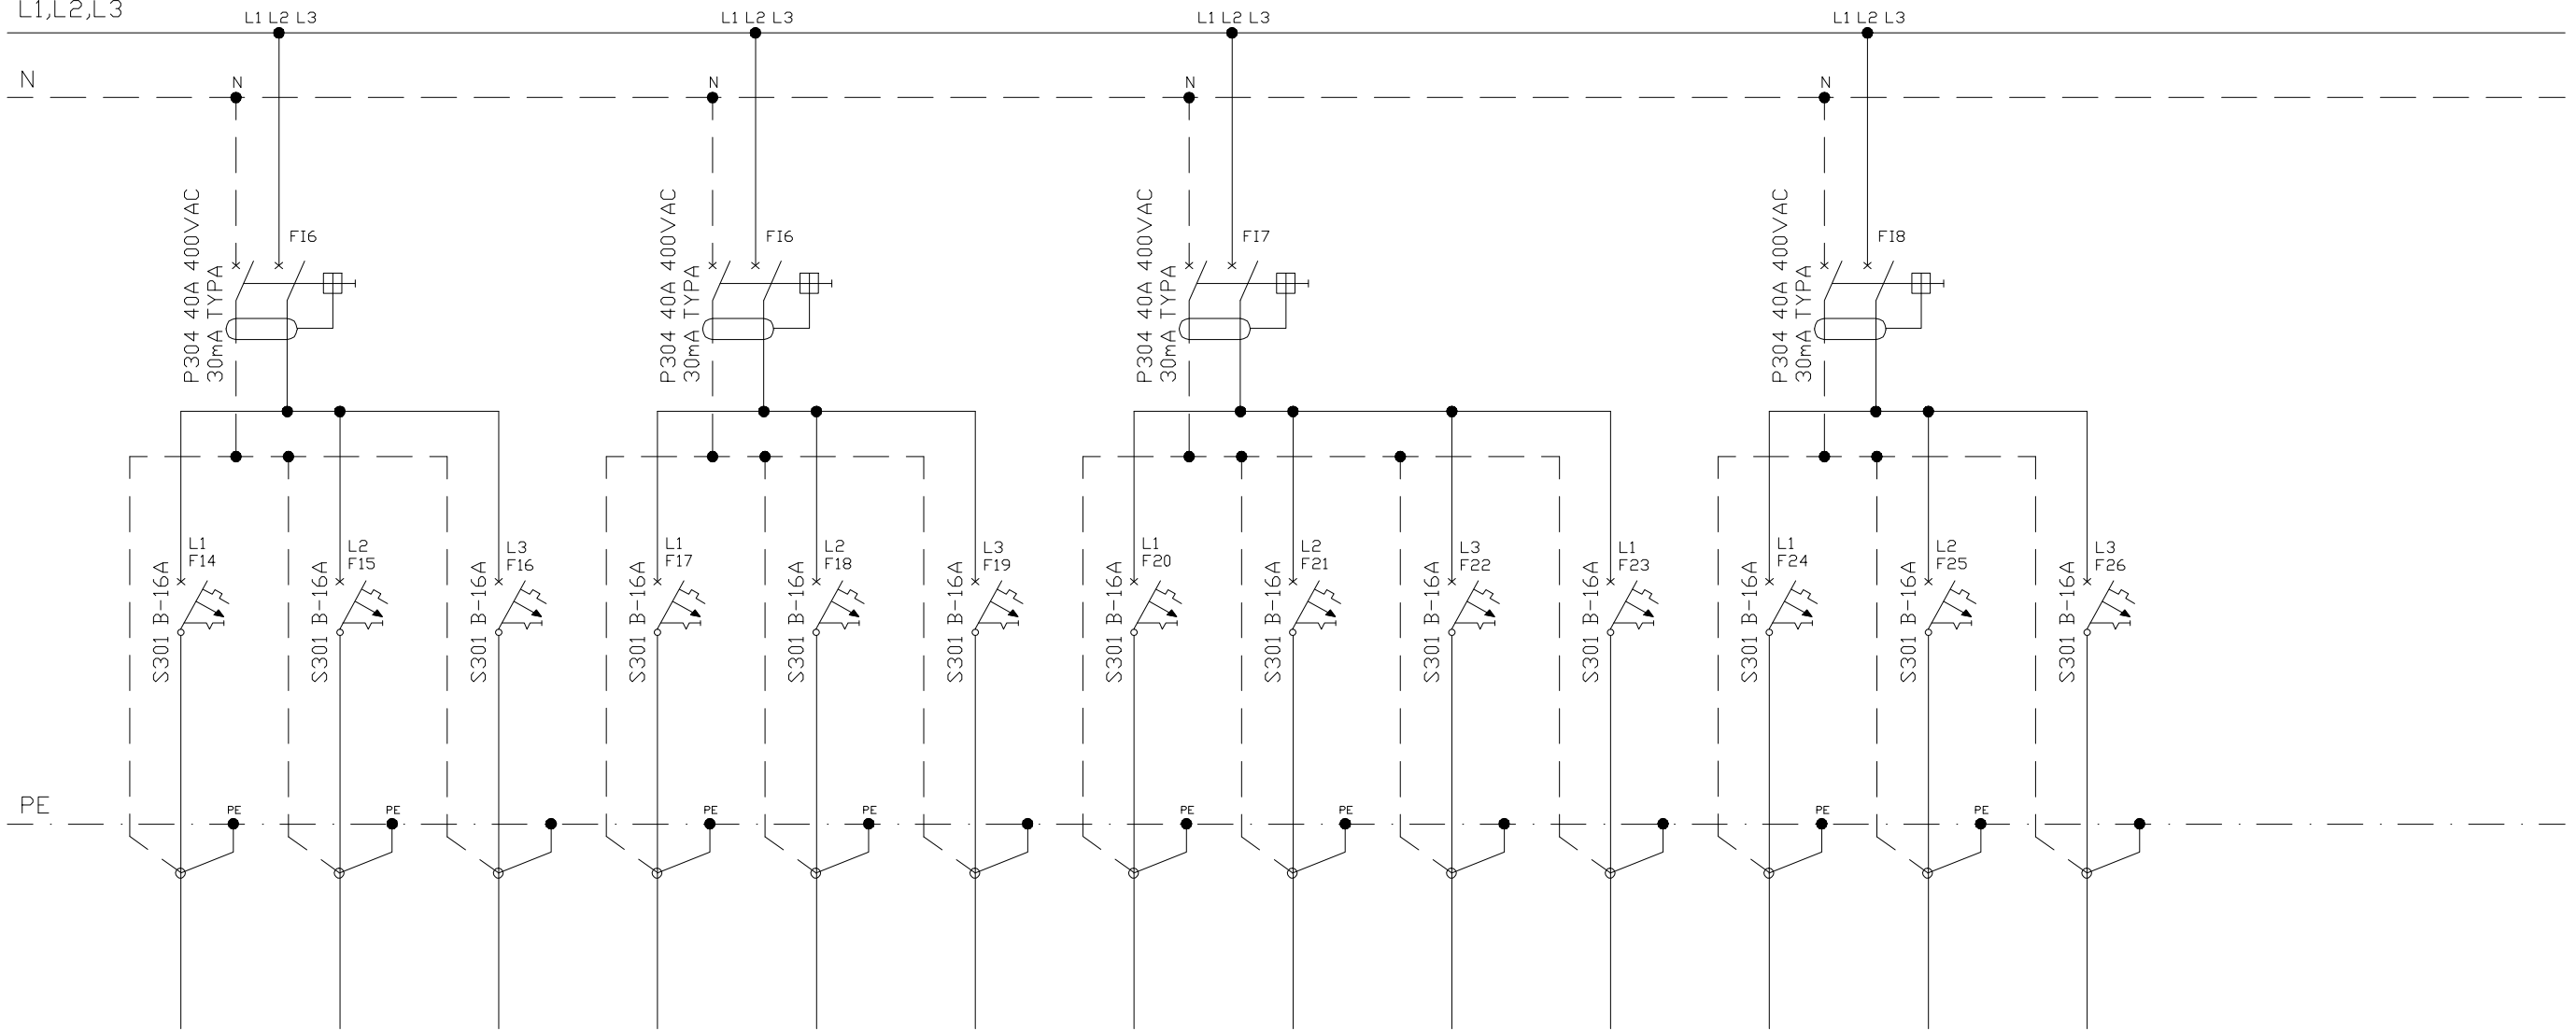 L1,L2,L3
L1 L2 L3
L1 L2 L3
L1 L2 L3
L1 L2 L3
N
N
N
N
N
P304 40A 400VAC
30mA TYPA
FI6
P304 40A 400VAC
30mA TYPA
FI6
P304 40A 400VAC
30mA TYPA
FI7
P304 40A 400VAC
30mA TYPA
FI8
S301 B-16A
L1
F14
S301 B-16A
L2
F15
S301 B-16A
L3
F16
S301 B-16A
L1
F17
S301 B-16A
L2
F18
S301 B-16A
L3
F19
S301 B-16A
L1
F20
S301 B-16A
L2
F21
S301 B-16A
L3
F22
S301 B-16A
L1
F23
S301 B-16A
L1
F24
S301 B-16A
L2
F25
S301 B-16A
L3
F26
PE
PE
PE
PE
PE
PE
PE
PE
PE